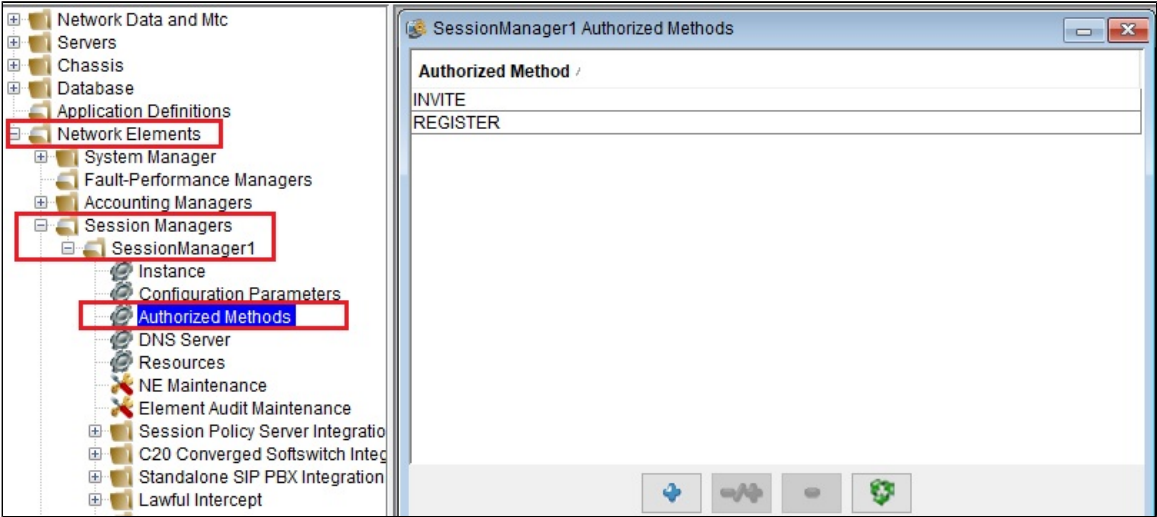 Network Data and Mtc
Servers
Chassis
Database
Application Definitions
Network Elements
System Manager
Fault-Performance Managers
Accounting Managers
Session Managers
SessionManager1
Instance
Configuration Parameters
Authorized Methods
DNS Server
Resources
NE Maintenance
Element Audit Maintenance
Session Policy Server Integratio
C20 Converged Softswitch Integ
Standalone SIP PBX Integration
Lawful Intercept
SessionManager1 Authorized Methods
Authorized Method
INVITE
REGISTER